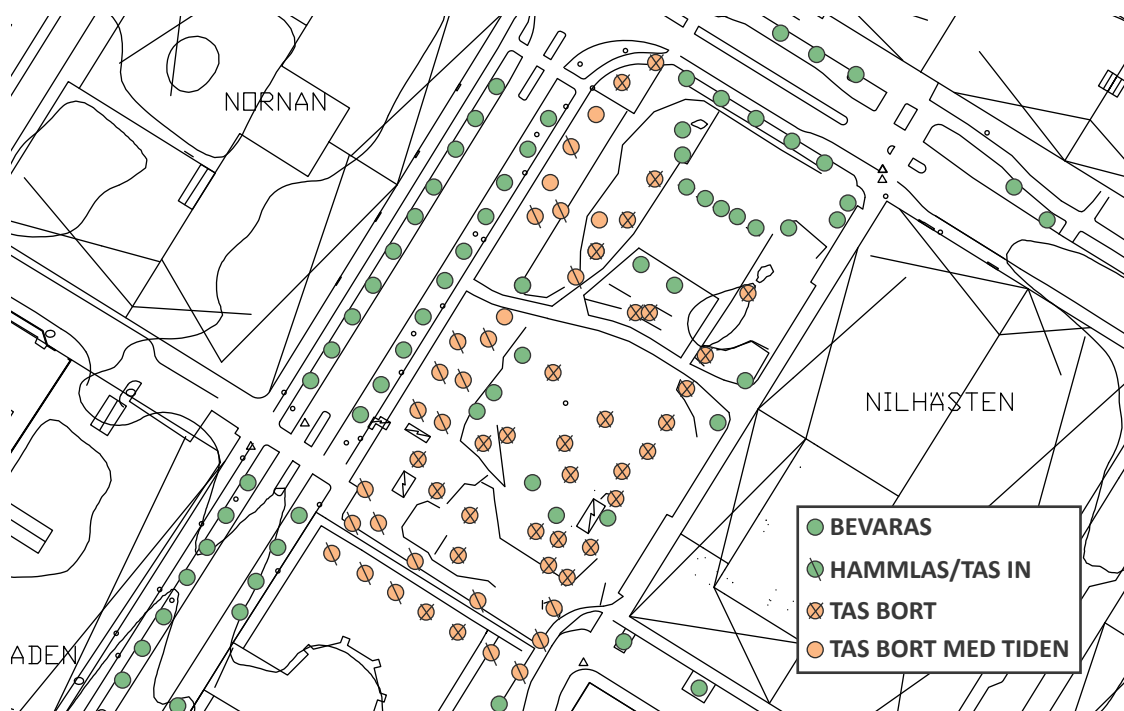 NORNAN
NILHÄSTEN
ADEN
BEVARAS
HAMMLAS/TAS IN
TAS BORT
TAS BORT MED TIDEN